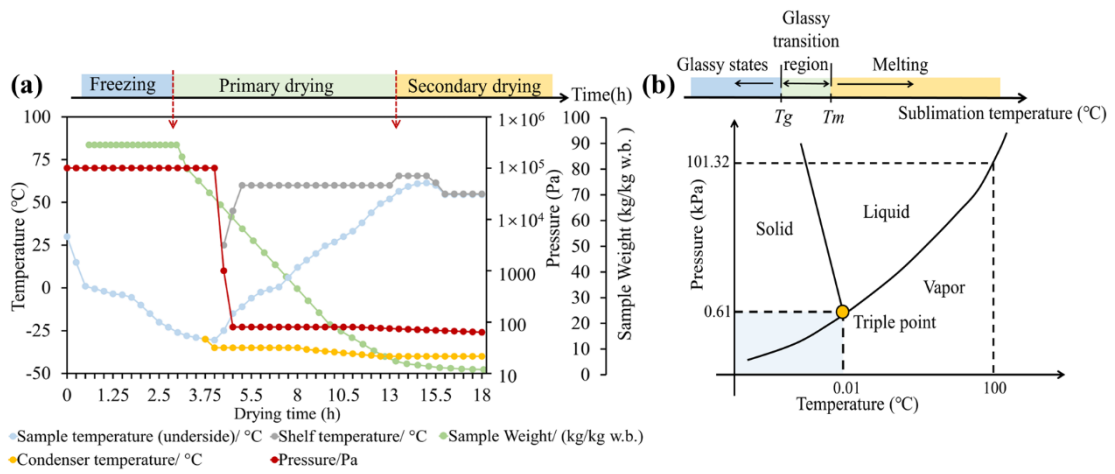 (a)
Freezing
Primary drying
Secondary drying
Time(h)
100
75
50
25
0
-25
-50
Temperature (°C)
1×10⁶
1×10⁵
1×10⁴
1000
100
10
Pressure (Pa)
100
90
80
70
60
50
40
30
20
10
0
Sample Weight (kg/kg w.b.)
0
1.25
2.5
3.75
5.5
8
10.5
13
15.5
18
Drying time (h)
Sample temperature (underside)/ °C
Shelf temperature/ °C
Sample Weight/ (kg/kg w.b.)
Condenser temperature/ °C
Pressure/Pa
(b)
Glassy
transition
region
Glassy states
Melting
Tg
Tm
Sublimation temperature (°C)
101.32
0.61
Pressure (kPa)
Solid
Liquid
Vapor
Triple point
0.01
100
Temperature (°C)